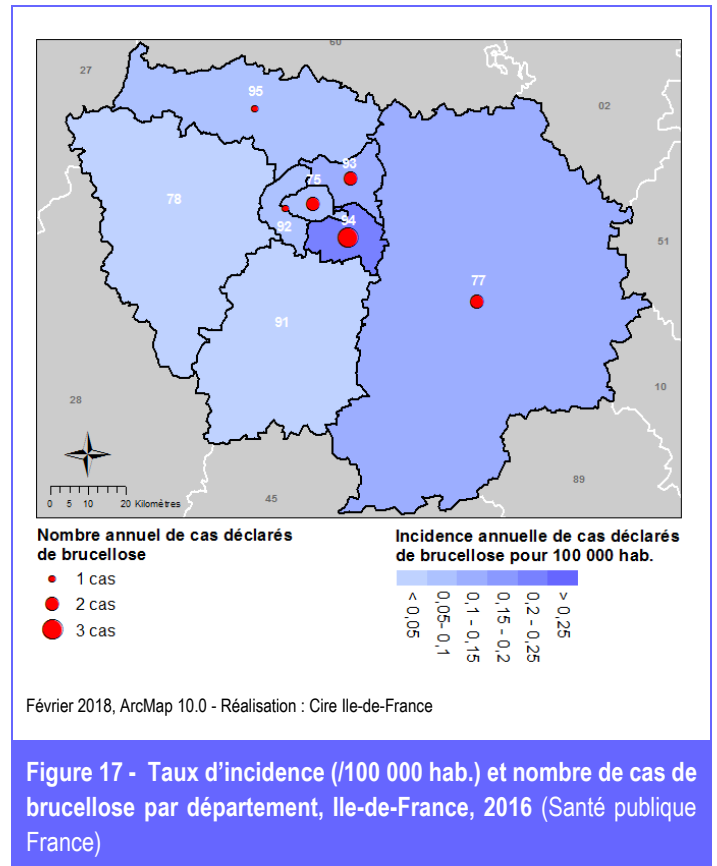 60
27
02
95
93
75
78
92
94
51
77
91
10
28
89
45
0 5 10 20 Kilomètres
Nombre annuel de cas déclarés
de brucellose
1 cas
2 cas
3 cas
Incidence annuelle de cas déclarés
de brucellose pour 100 000 hab.
< 0,05
0,05- 0,1
0,1 - 0,15
0,15 - 0,2
0,2 - 0,25
> 0,25
Février 2018, ArcMap 10.0 - Réalisation : Cire Ile-de-France
Figure 17 - Taux d’incidence (/100 000 hab.) et nombre de cas de
brucellose par département, Ile-de-France, 2016 (Santé publique
France)